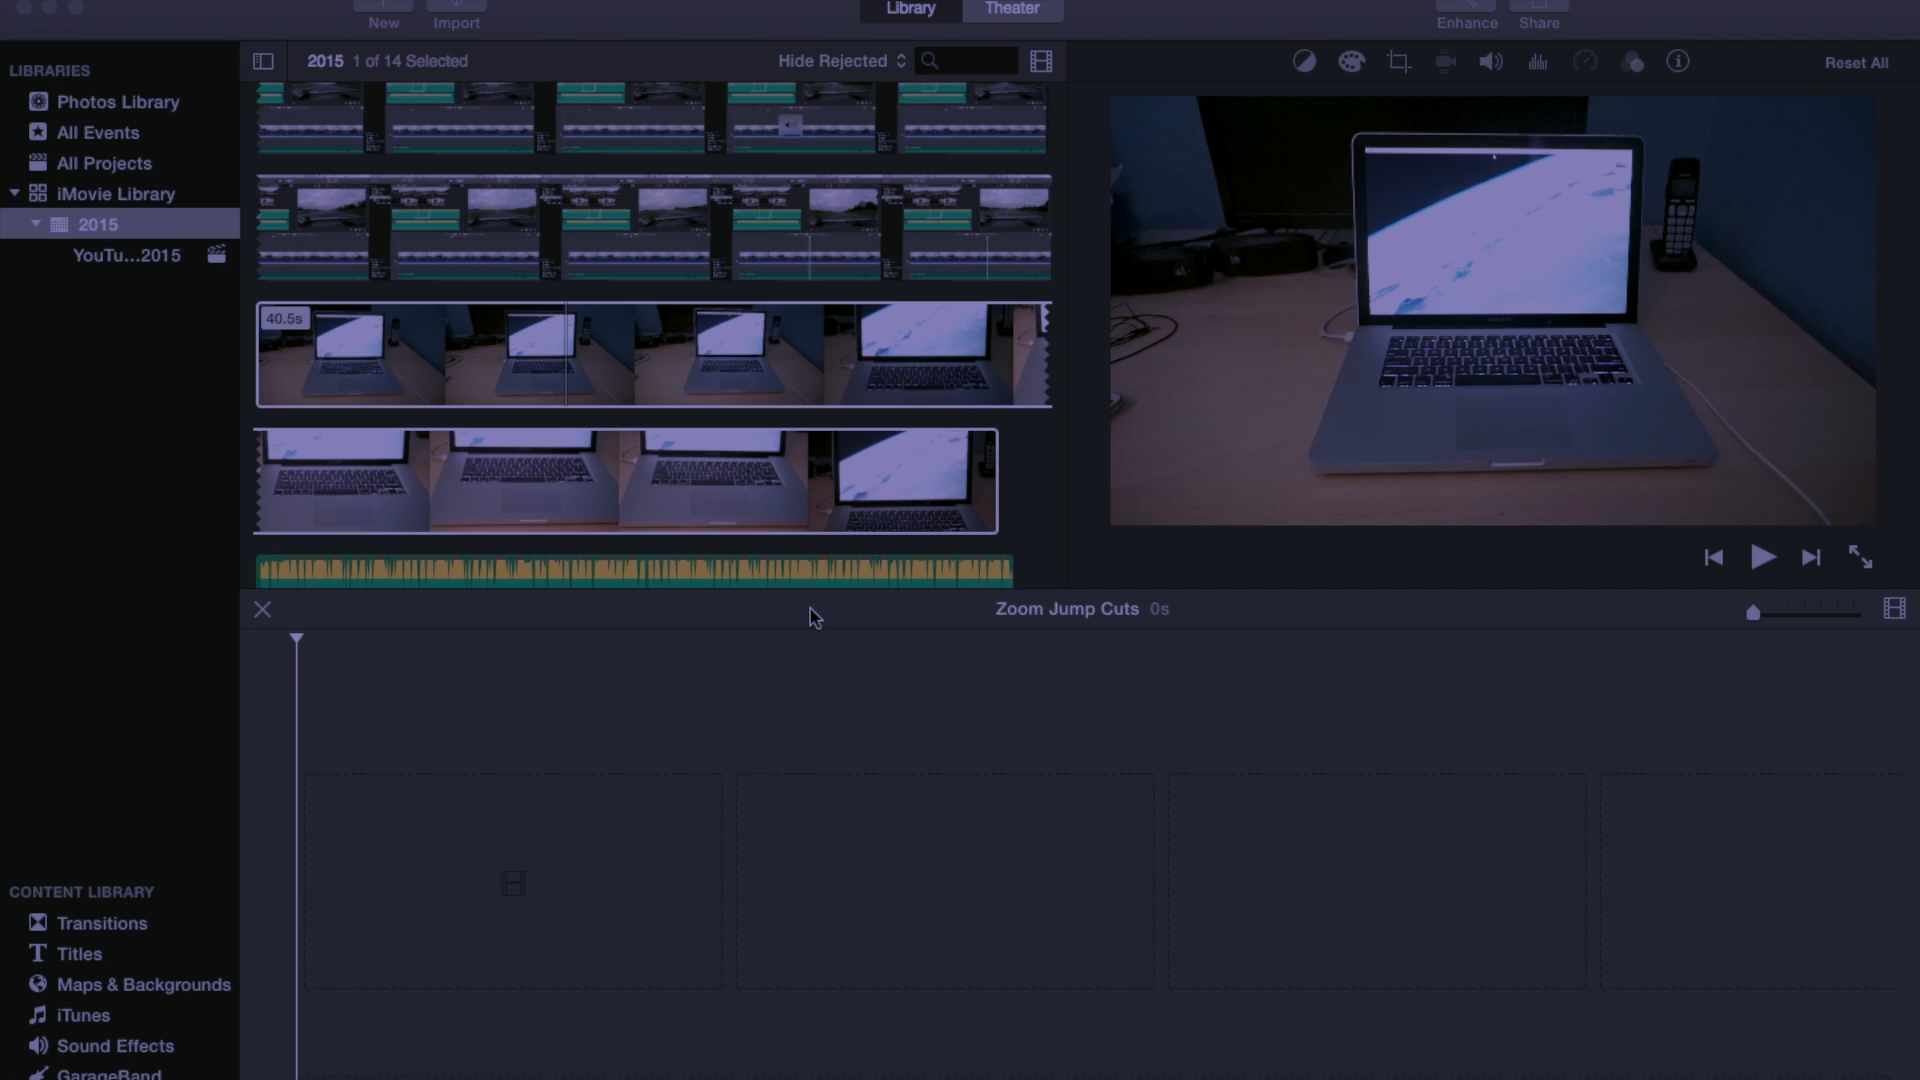 New
Import
Library
Theater
Enhance
Share
LIBRARIES
Photos Library
All Events
All Projects
iMovie Library
2015
YouTu...2015
2015 1 of 14 Selected
Hide Rejected
Reset All
40.5s
Zoom Jump Cuts 0s
CONTENT LIBRARY
Transitions
Titles
Maps & Backgrounds
iTunes
Sound Effects
GarageBand